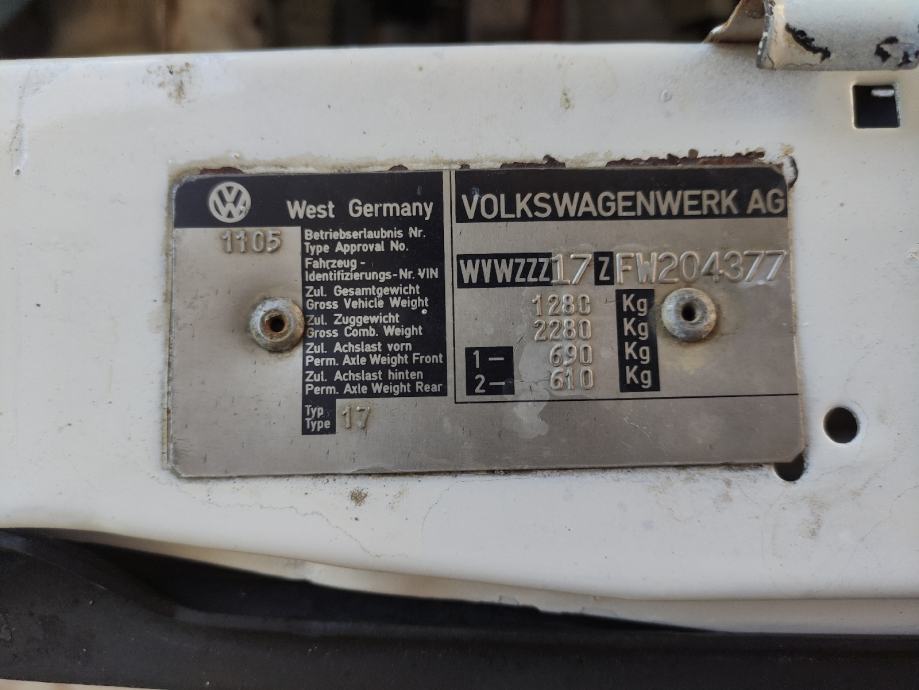 VW West Germany
VOLKSWAGENWERK AG
1105
Betriebserlaubnis Nr.
Type Approval No.
Fahrzeug-
Identifizierungs-Nr. VIN
WVWZZZ17ZFW204377
Zul. Gesamtgewicht
Gross Vehicle Weight
1280 Kg
Zul. Zuggewicht
Gross Comb. Weight
2280 Kg
Zul. Achslast vorn
Perm. Axle Weight Front
1– 690 Kg
Zul. Achslast hinten
Perm. Axle Weight Rear
2– 610 Kg
Typ
Type
17